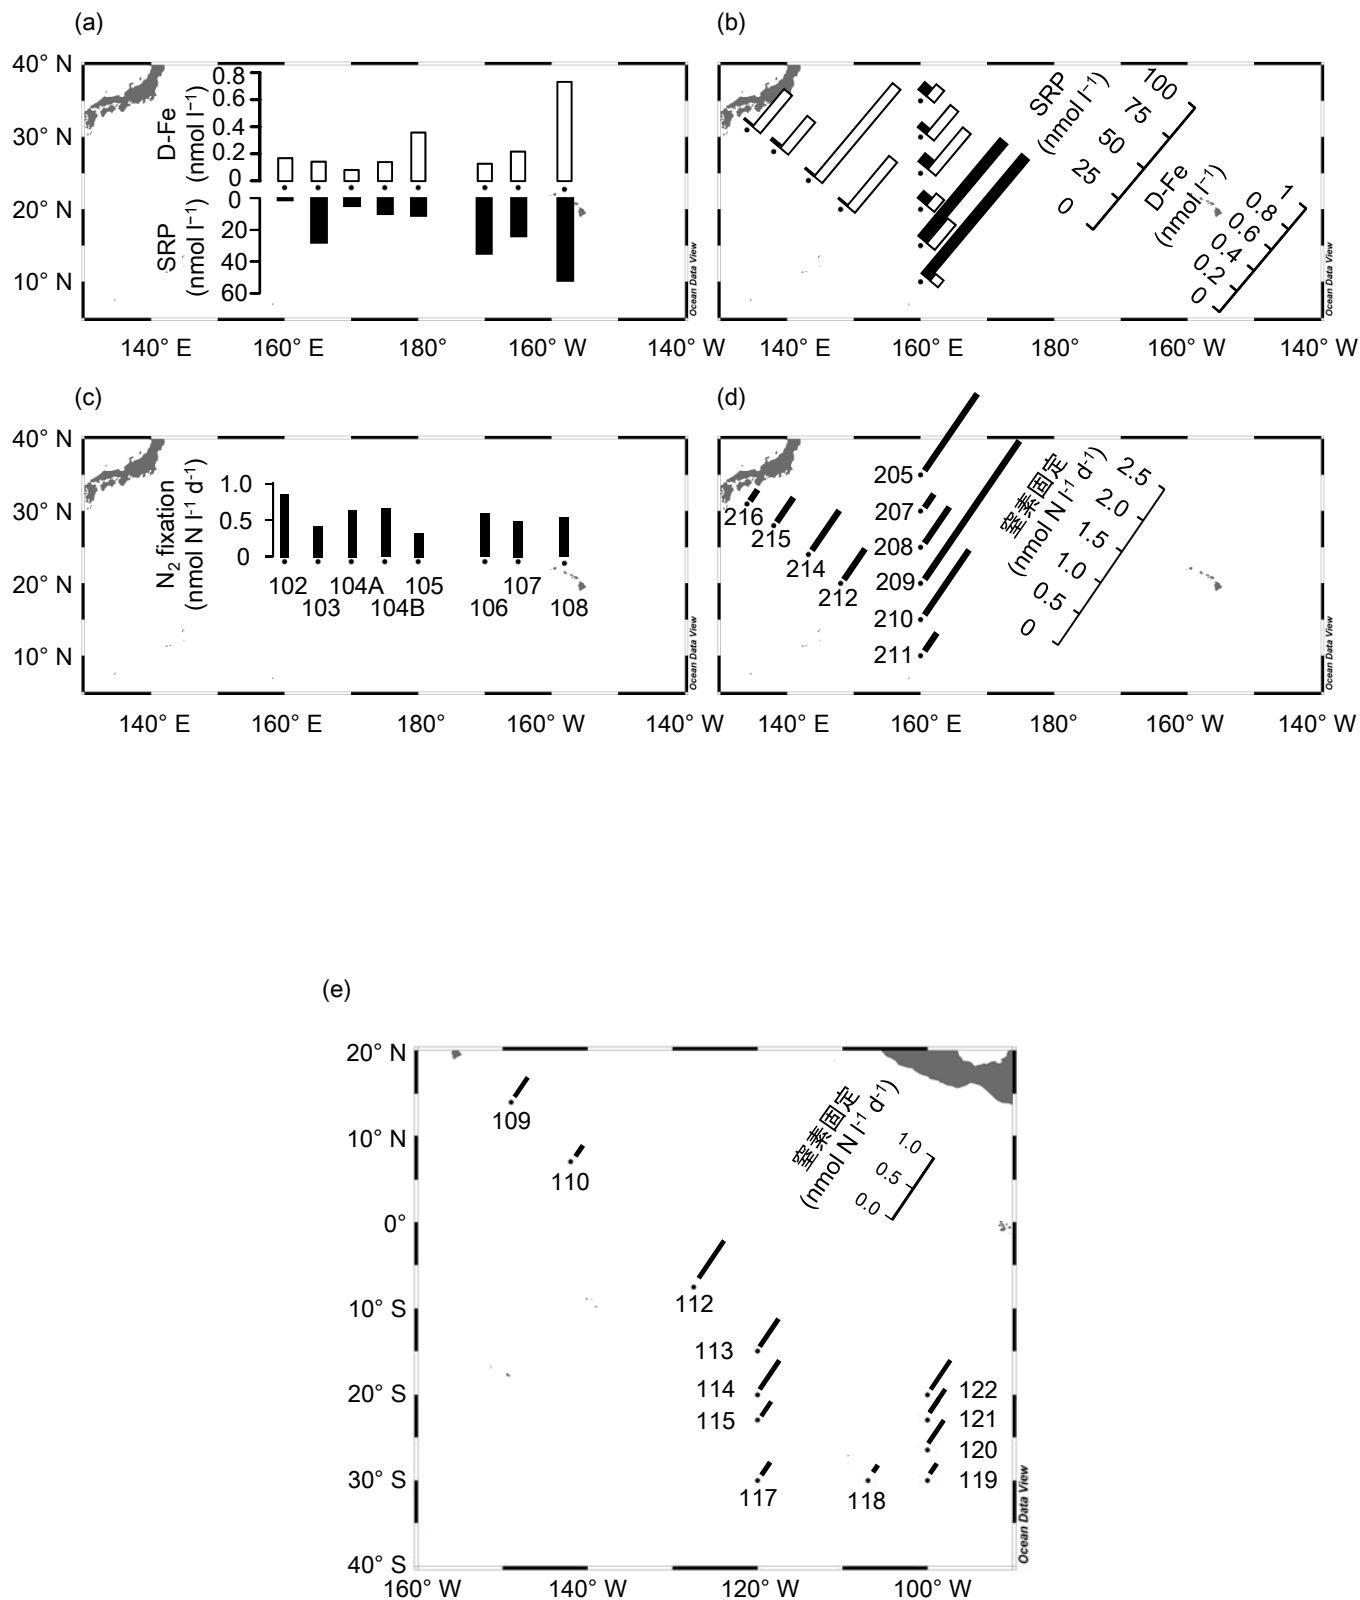 (a)
40° N
30° N
20° N
10° N
D-Fe
(nmol l⁻¹)
0.8
0.6
0.4
0.2
0
SRP
(nmol l⁻¹)
0
20
40
60
140° E
160° E
180°
160° W
140° W
Ocean Data View
(b)
SRP
(nmol l⁻¹)
100
75
50
25
0
D-Fe
(nmol l⁻¹)
1
0.8
0.6
0.4
0.2
0
140° E
160° E
180°
160° W
140° W
Ocean Data View
(c)
40° N
30° N
20° N
10° N
N₂ fixation
(nmol N l⁻¹ d⁻¹)
1.0
0.5
0
102
103
104A
104B
105
106
107
108
140° E
160° E
180°
160° W
140° W
Ocean Data View
(d)
205
207
208
209
210
211
216
215
214
212
窒素固定
(nmol N l⁻¹ d⁻¹)
2.5
2.0
1.5
1.0
0.5
0
140° E
160° E
180°
160° W
140° W
Ocean Data View
(e)
20° N
10° N
0°
10° S
20° S
30° S
40° S
109
110
112
113
114
115
117
118
122
121
120
119
窒素固定
(nmol N l⁻¹ d⁻¹)
1.0
0.5
0.0
160° W
140° W
120° W
100° W
Ocean Data View